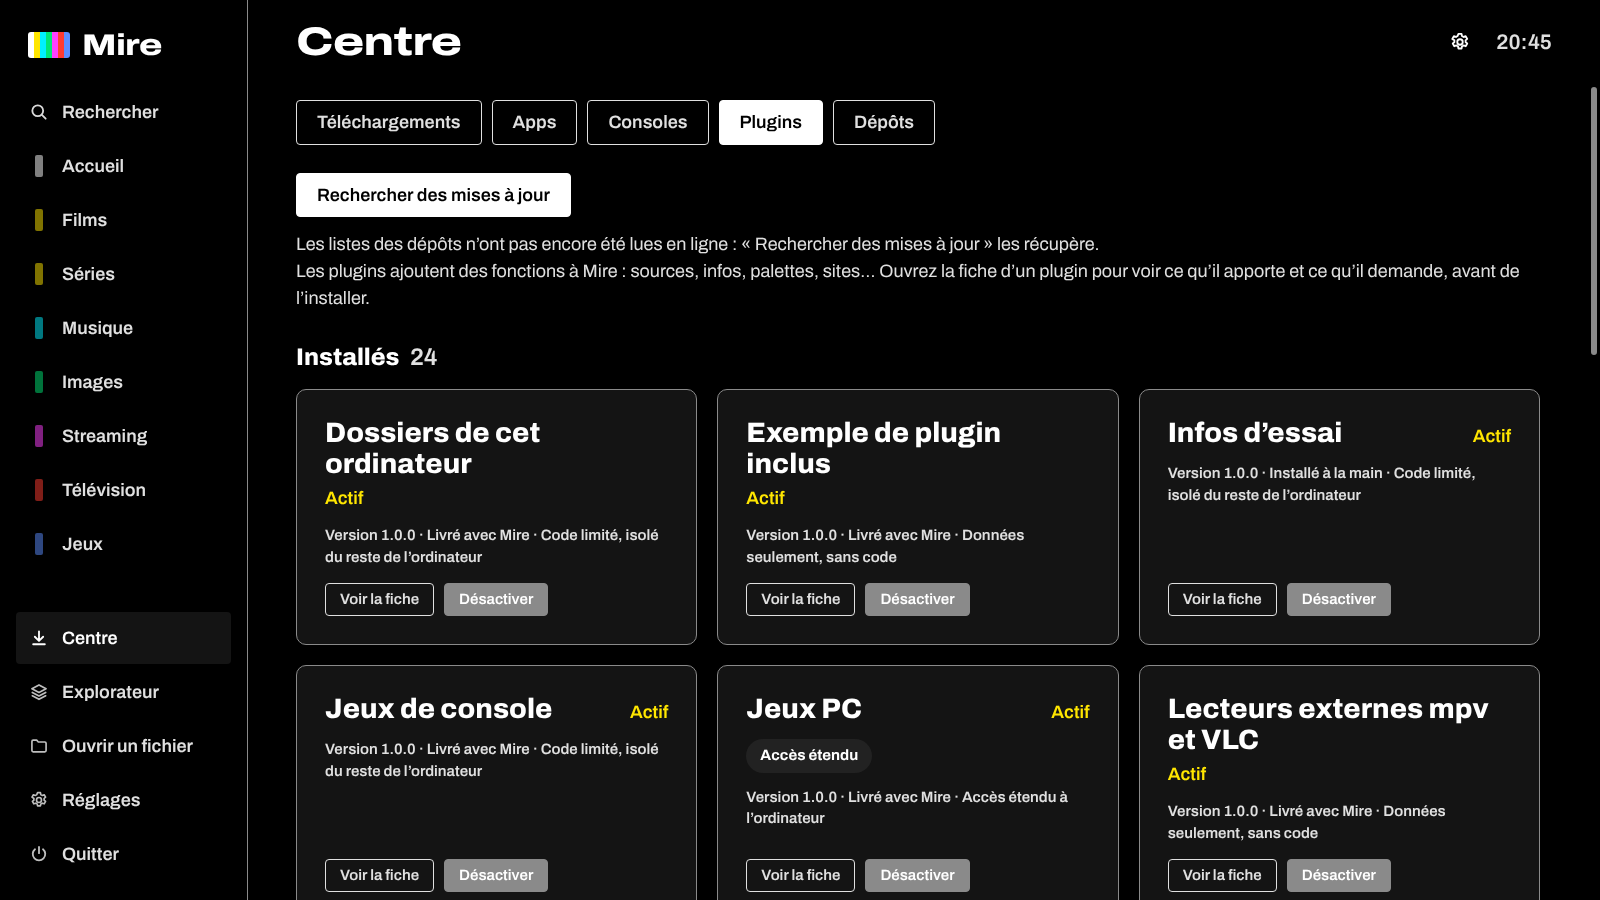 Mire
Rechercher
Accueil
Films
Séries
Musique
Images
Streaming
Télévision
Jeux
Centre
Explorateur
Ouvrir un fichier
Réglages
Quitter
Centre
20:45
Téléchargements
Apps
Consoles
Plugins
Dépôts
Rechercher des mises à jour
Les listes des dépôts n’ont pas encore été lues en ligne : « Rechercher des mises à jour » les récupère.
Les plugins ajoutent des fonctions à Mire : sources, infos, palettes, sites... Ouvrez la fiche d’un plugin pour voir ce qu’il apporte et ce qu’il demande, avant de
l’installer.
Installés 24
Dossiers de cet
ordinateur
Actif
Version 1.0.0 · Livré avec Mire · Code limité, isolé
du reste de l’ordinateur
Voir la fiche
Désactiver
Exemple de plugin
inclus
Actif
Version 1.0.0 · Livré avec Mire · Données
seulement, sans code
Voir la fiche
Désactiver
Infos d’essai
Actif
Version 1.0.0 · Installé à la main · Code limité,
isolé du reste de l’ordinateur
Voir la fiche
Désactiver
Jeux de console
Actif
Version 1.0.0 · Livré avec Mire · Code limité, isolé
du reste de l’ordinateur
Voir la fiche
Désactiver
Jeux PC
Actif
Accès étendu
Version 1.0.0 · Livré avec Mire · Accès étendu à
l’ordinateur
Voir la fiche
Désactiver
Lecteurs externes mpv
et VLC
Actif
Version 1.0.0 · Livré avec Mire · Données
seulement, sans code
Voir la fiche
Désactiver